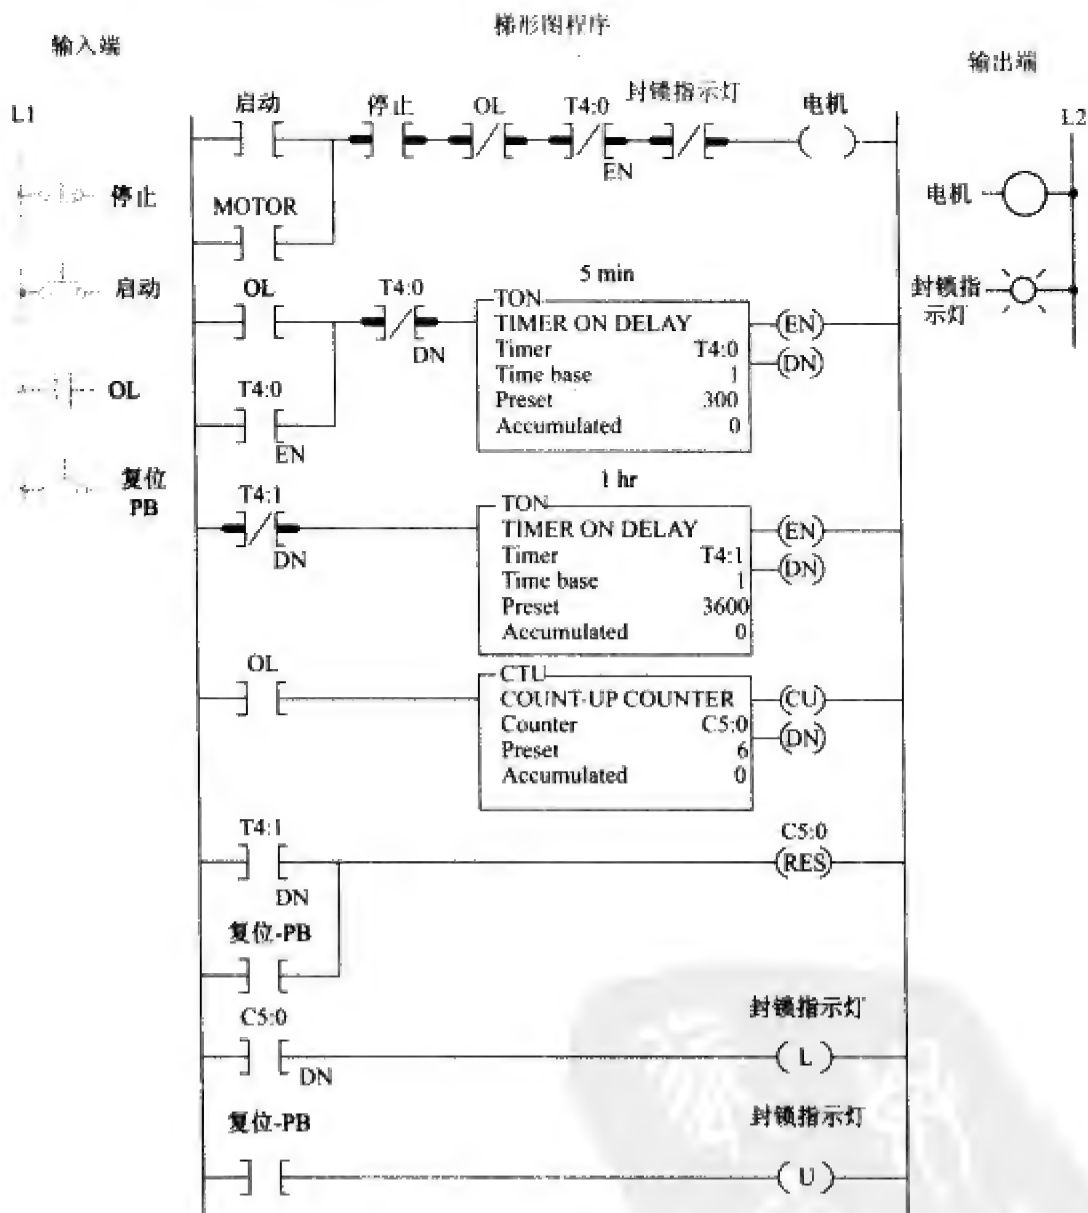 梯形图程序
输入端
输出端
L1
L2
启动
停止
OL
T4:0
EN
封锁指示灯
电机
MOTOR
停止
启动
OL
复位
PB
电机
封锁指
示灯
OL
T4:0
DN
5 min
TON
TIMER ON DELAY
Timer T4:0
Time base 1
Preset 300
Accumulated 0
EN
DN
T4:0
EN
T4:1
DN
1 hr
TON
TIMER ON DELAY
Timer T4:1
Time base 1
Preset 3600
Accumulated 0
EN
DN
OL
CTU
COUNT-UP COUNTER
Counter C5:0
Preset 6
Accumulated 0
CU
DN
T4:1
DN
C5:0
RES
复位-PB
C5:0
DN
封锁指示灯
L
复位-PB
封锁指示灯
U